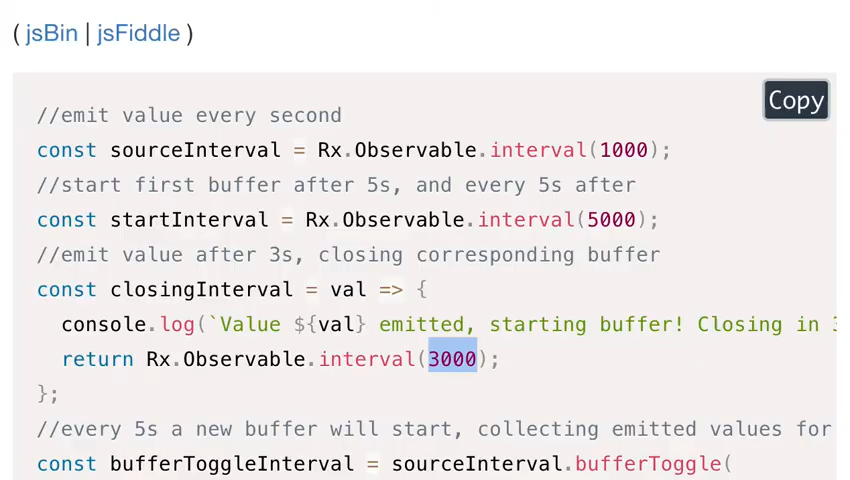 ( jsBin | jsFiddle )
Copy
//emit value every second
const sourceInterval = Rx.Observable.interval(1000);
//start first buffer after 5s, and every 5s after
const startInterval = Rx.Observable.interval(5000);
//emit value after 3s, closing corresponding buffer
const closingInterval = val => {
  console.log(`Value ${val} emitted, starting buffer! Closing in
  return Rx.Observable.interval(3000);
};
//every 5s a new buffer will start, collecting emitted values for
const bufferToggleInterval = sourceInterval.bufferToggle(